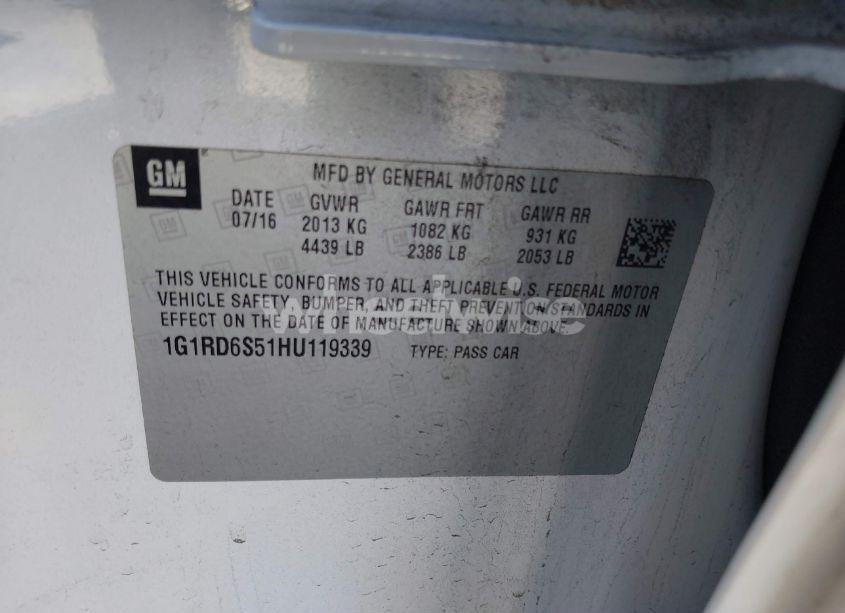 GM
MFD BY GENERAL MOTORS LLC
DATE GVWR GAWR FRT GAWR RR
07/16 2013 KG 1082 KG 931 KG
4439 LB 2386 LB 2053 LB
THIS VEHICLE CONFORMS TO ALL APPLICABLE U.S. FEDERAL MOTOR
VEHICLE SAFETY, BUMPER, AND THEFT PREVENTION STANDARDS IN
EFFECT ON THE DATE OF MANUFACTURE SHOWN ABOVE.
1G1RD6S51HU119339 TYPE: PASS CAR